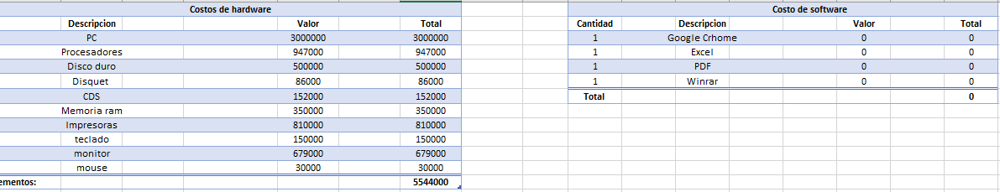 Costos de hardware
Descripcion Valor Total
PC 3000000 3000000
Procesadores 947000 947000
Disco duro 500000 500000
Disquet 86000 86000
CDS 152000 152000
Memoria ram 350000 350000
Impresoras 810000 810000
teclado 150000 150000
monitor 679000 679000
mouse 30000 30000
ementos: 5544000
Costo de software
Cantidad Descripcion Valor Total
1 Google Crhome 0 0
1 Excel 0 0
1 PDF 0 0
1 Winrar 0 0
Total 0